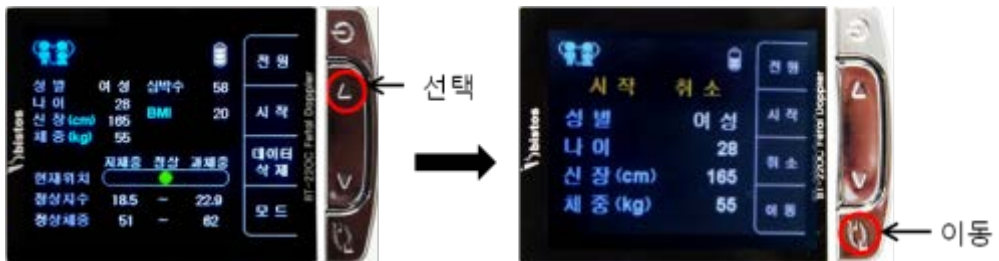 전 원
성 별 여 성 심박수 58
나 이 28
신 장 (cm) 165 BMI 20
체 중 (kg) 55
시 작
데이터
삭 제
저체중 정상 과체중
현재위치
정상지수 18.5 ~ 22.9
정상체중 51 ~ 62
모 드
bistos
BT-220C Fetal Doppler
선택
전 원
시 작 취 소
성 별 여 성
나 이 28
신 장 (cm) 165
체 중 (kg) 55
시 작
취 소
이 동
bistos
BT-220C Fetal Doppler
이동